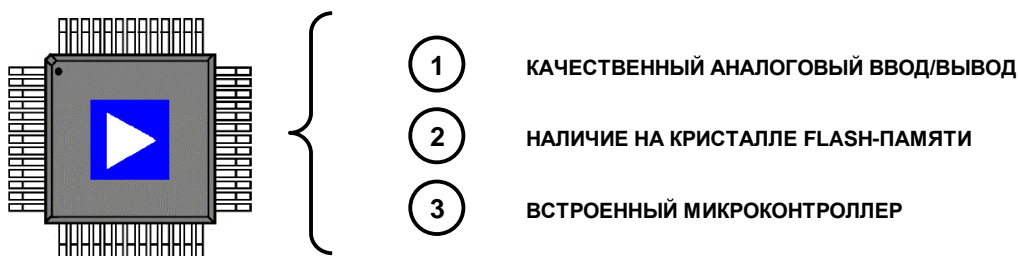 1 КАЧЕСТВЕННЫЙ АНАЛОГОВЫЙ ВВОД/ВЫВОД
2 НАЛИЧИЕ НА КРИСТАЛЛЕ FLASH-ПАМЯТИ
3 ВСТРОЕННЫЙ МИКРОКОНТРОЛЛЕР